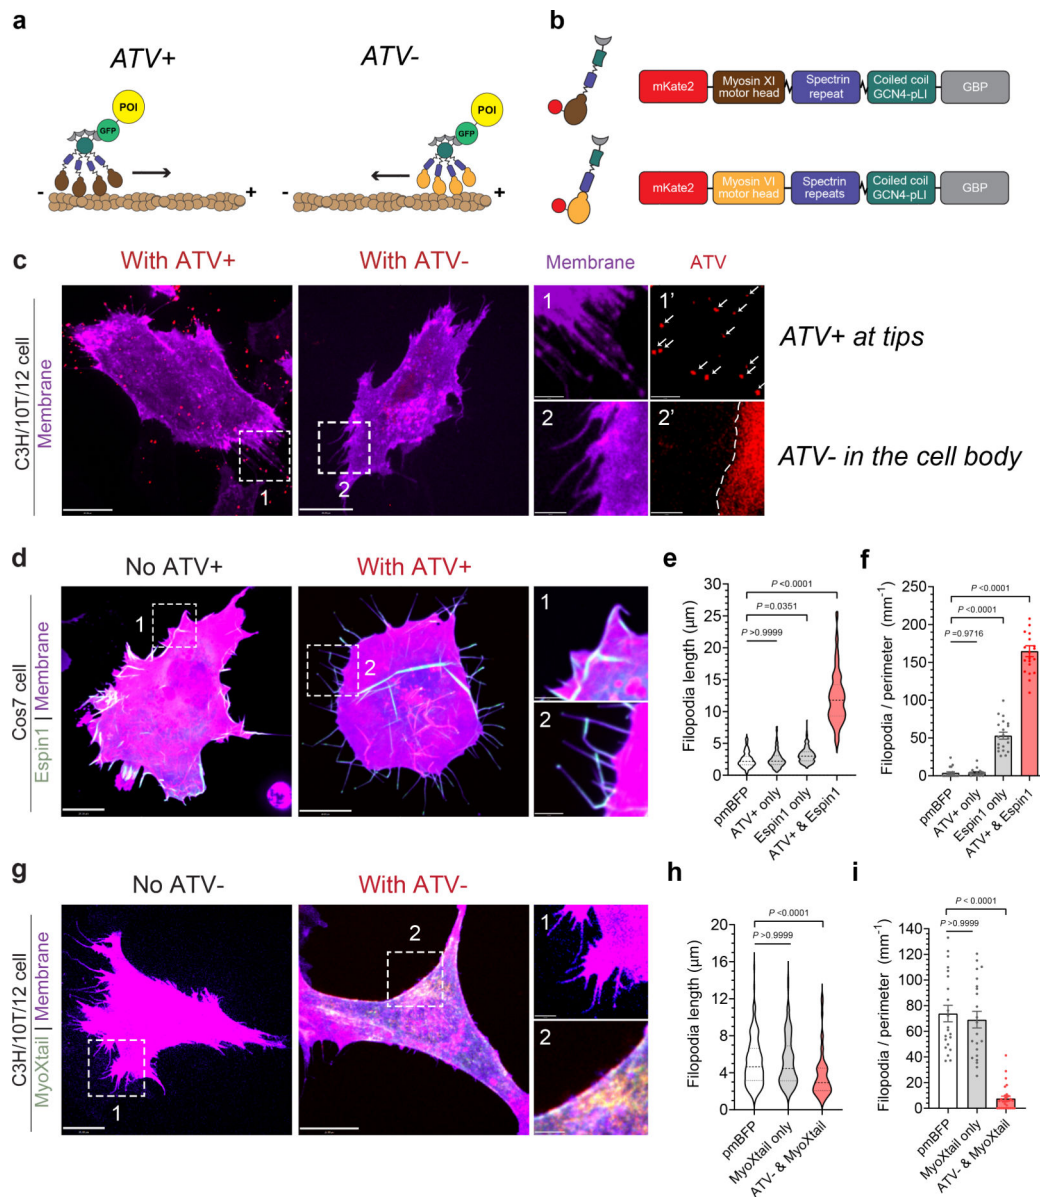 a
ATV+
ATV-
POI
GFP
-
+
POI
GFP
-
+
b
mKate2
Myosin XI
motor head
Spectrin
repeat
Coiled coil
GCN4-pLI
GBP
mKate2
Myosin VI
motor head
Spectrin
repeats
Coiled coil
GCN4-pLI
GBP
c
With ATV+
With ATV-
Membrane
ATV
C3H/10T/12 cell
Membrane
1
2
1
1'
2
2'
ATV+ at tips
ATV- in the cell body
d
No ATV+
With ATV+
Cos7 cell
Espin1 | Membrane
1
2
1
2
e
Filopodia length (µm)
30
25
20
15
10
5
0
P <0.0001
P =0.0351
P >0.9999
pmBFP
ATV+ only
Espin1 only
ATV+ & Espin1
f
Filopodia / perimeter (mm-1)
250
200
150
100
50
0
P <0.0001
P <0.0001
P =0.9716
pmBFP
ATV+ only
Espin1 only
ATV+ & Espin1
g
No ATV-
With ATV-
C3H/10T/12 cell
MyoXtail | Membrane
1
2
1
2
h
Filopodia length (µm)
20
16
12
8
4
0
P <0.0001
P >0.9999
pmBFP
MyoXtail only
ATV- & MyoXtail
i
Filopodia / perimeter (mm-1)
140
120
100
80
60
40
20
0
P < 0.0001
P >0.9999
pmBFP
MyoXtail only
ATV- & MyoXtail